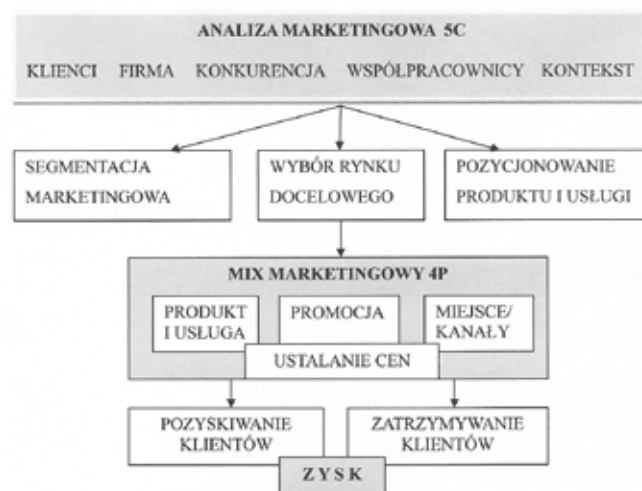 ANALIZA MARKETINGOWA 5C
KLIENCI FIRMA KONKURENCJA WSPÓŁPRACOWNICY KONTEKST
SEGMENTACJA
MARKETINGOWA
WYBÓR RYNKU
DOCELOWEGO
POZYCJONOWANIE
PRODUKTU I USŁUGI
MIX MARKETINGOWY 4P
PRODUKT
I USŁUGA
PROMOCJA
MIEJSCE/
KANAŁY
USTALANIE CEN
POZYSKIWANIE
KLIENTÓW
ZATRZYMYWANIE
KLIENTÓW
Z Y S K